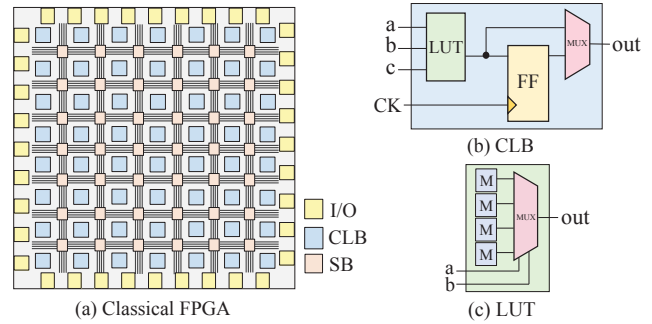 I/O
CLB
SB
(a) Classical FPGA
a
b
c
LUT
MUX
out
FF
CK
(b) CLB
M
M
M
M
MUX
out
a
b
(c) LUT